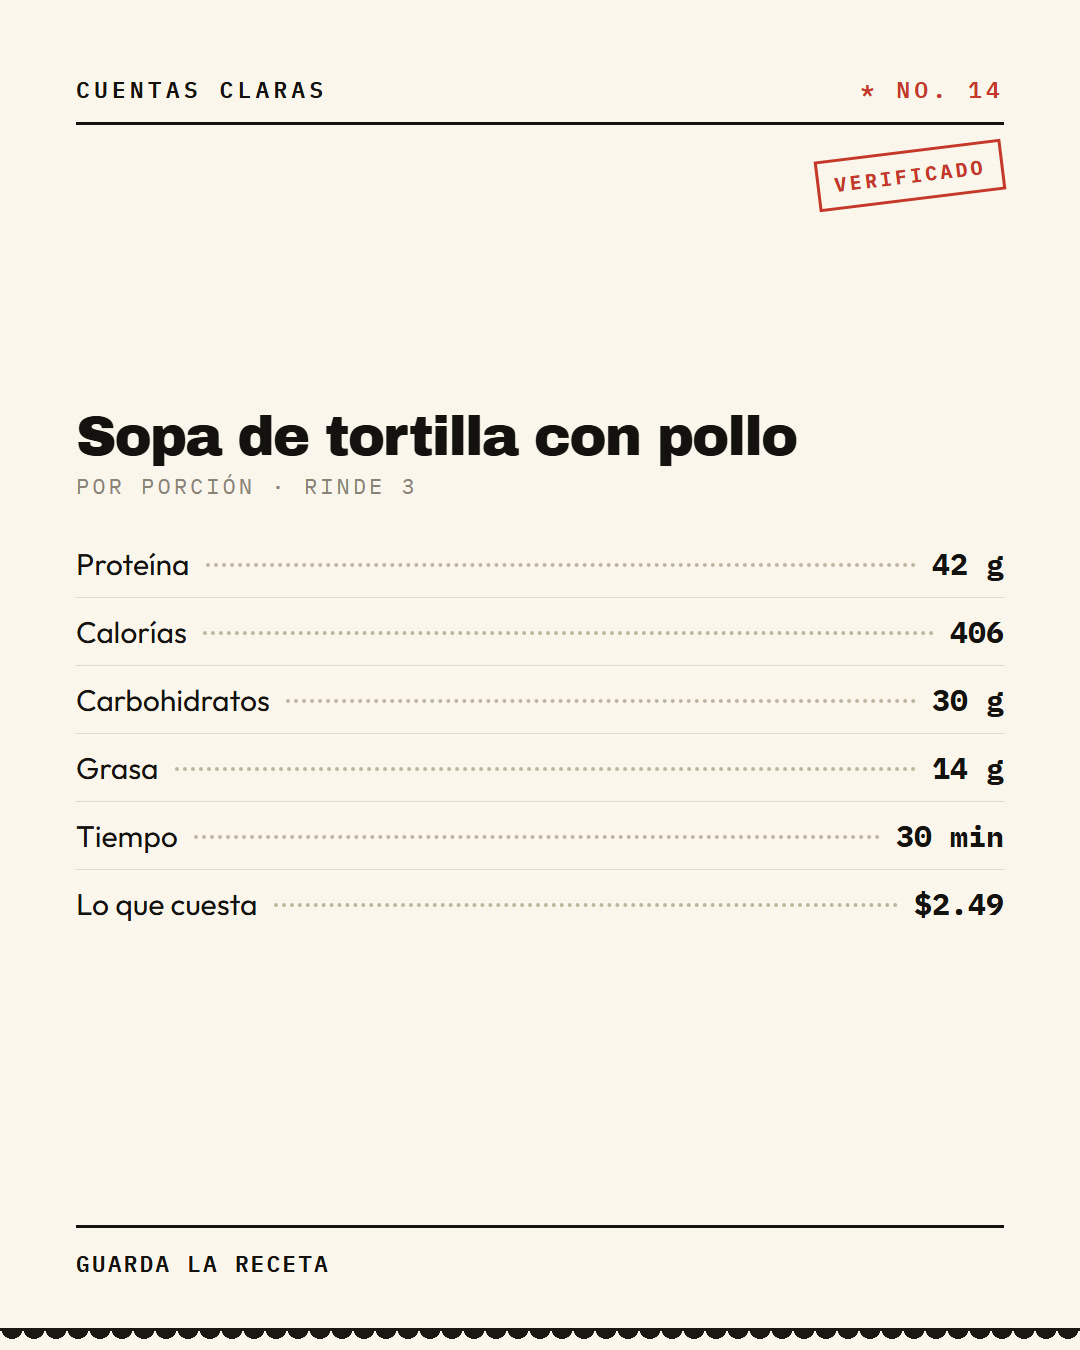 CUENTAS CLARAS
* NO. 14
VERIFICADO
Sopa de tortilla con pollo
POR PORCIÓN · RINDE 3
Proteína 42 g
Calorías 406
Carbohidratos 30 g
Grasa 14 g
Tiempo 30 min
Lo que cuesta $2.49
GUARDA LA RECETA